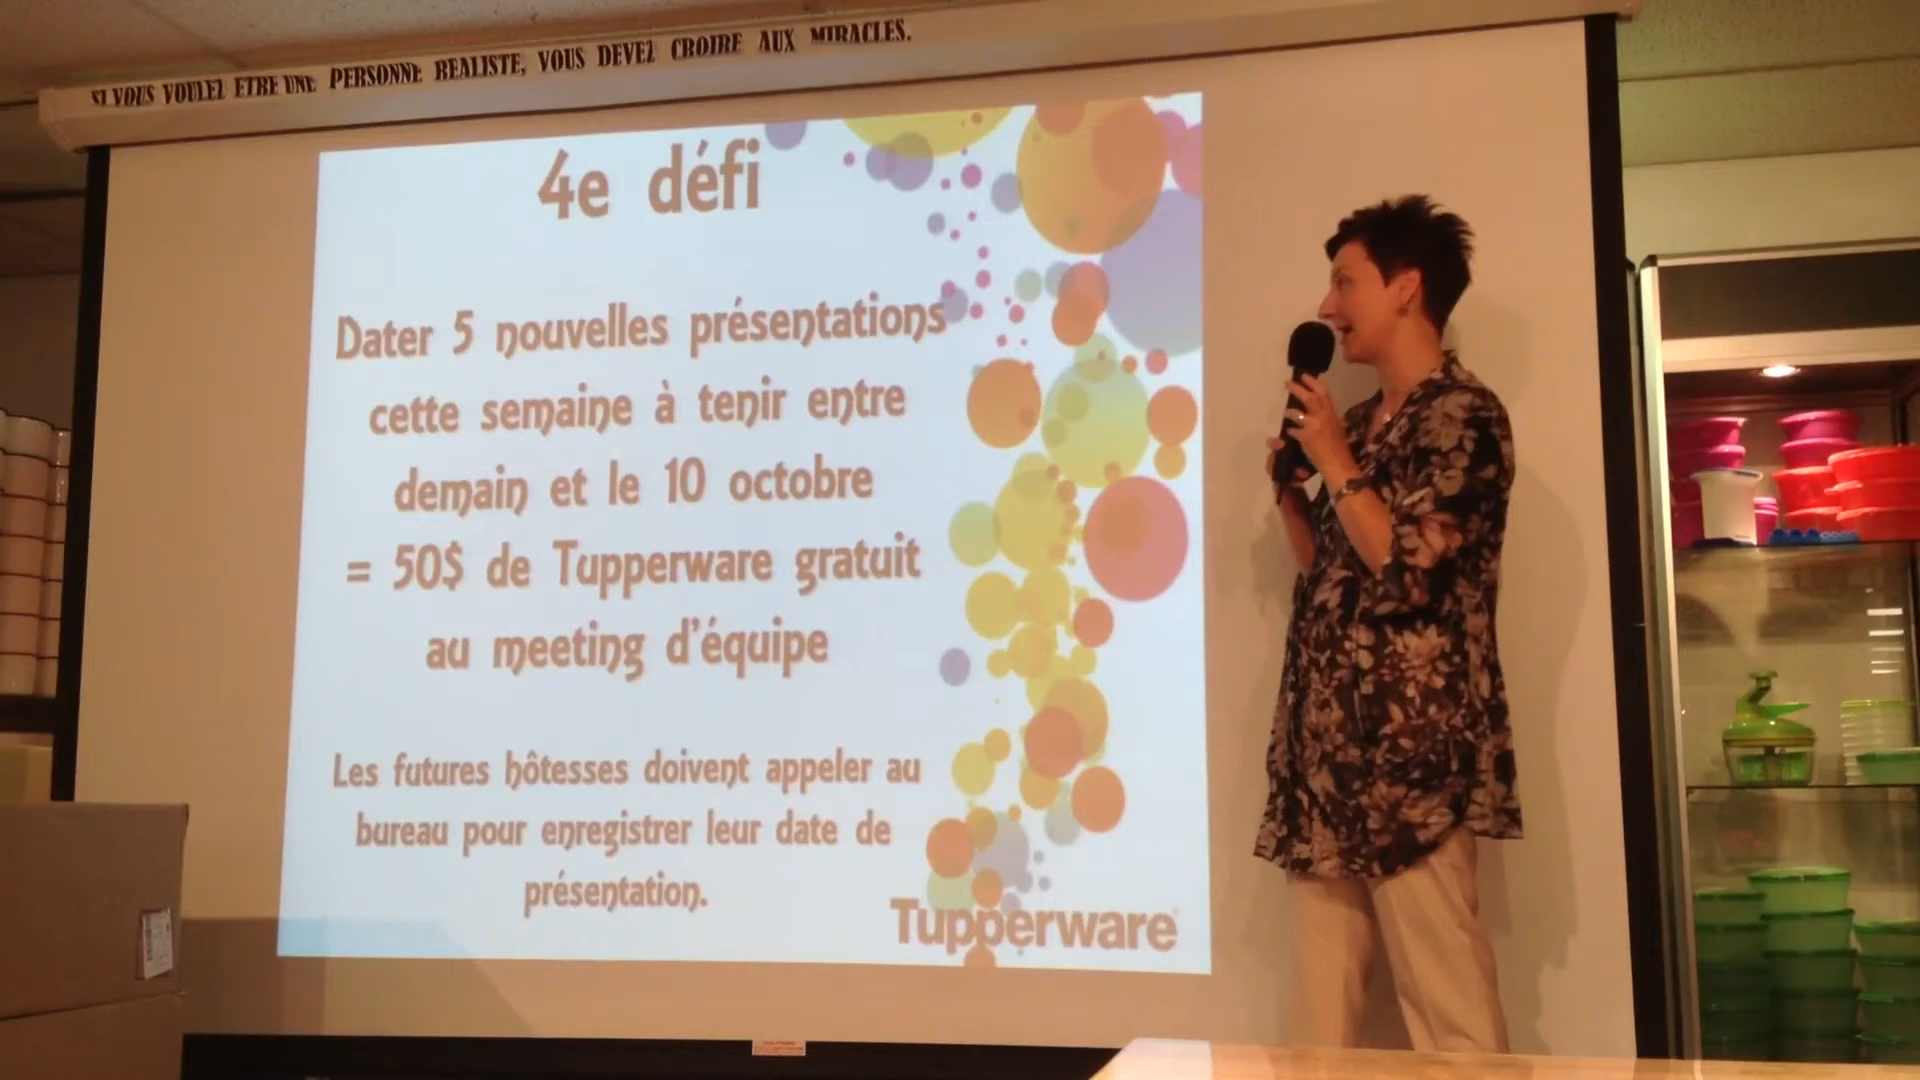 SI VOUS VOULEZ ETRE UNE PERSONNE REALISTE, VOUS DEVEZ CROIRE AUX MIRACLES.
4e défi
Dater 5 nouvelles présentations
cette semaine à tenir entre
demain et le 10 octobre
= 50$ de Tupperware gratuit
au meeting d'équipe
Les futures hôtesses doivent appeler au
bureau pour enregistrer leur date de
présentation.
Tupperware